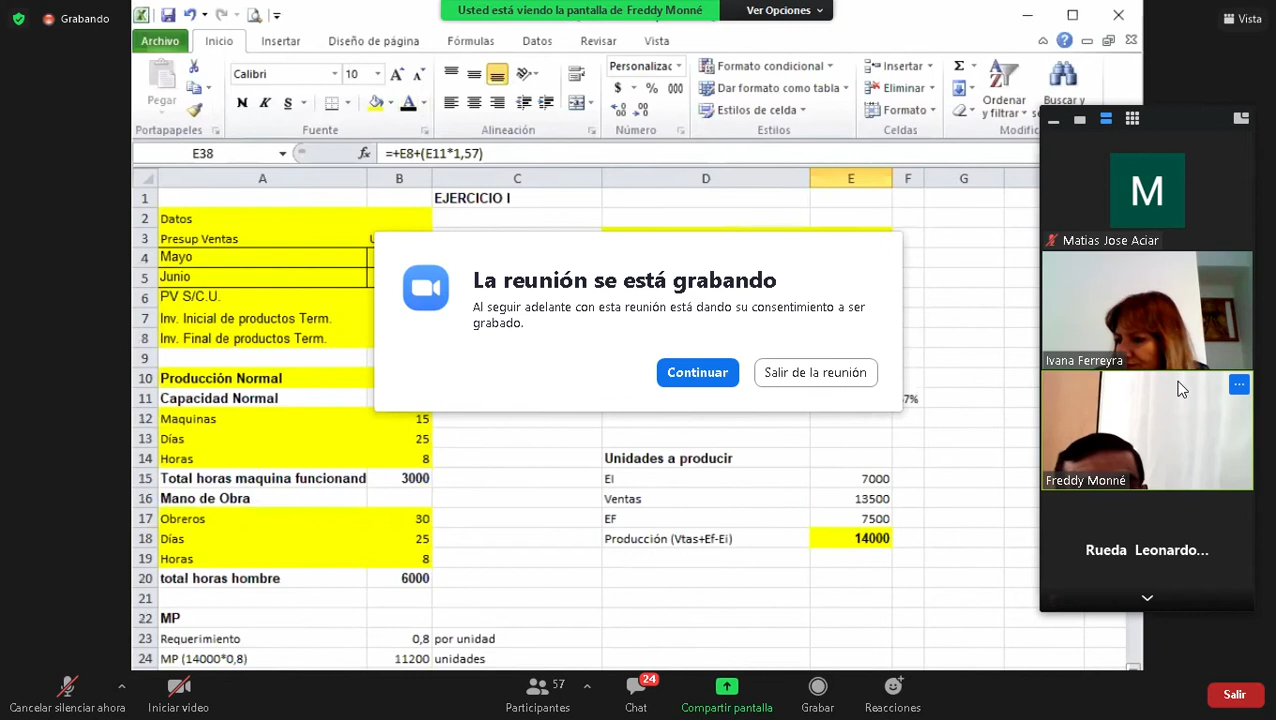 Grabando
Usted está viendo la pantalla de Freddy Monné
Ver Opciones
Vista
Archivo
Inicio
Insertar
Diseño de página
Fórmulas
Datos
Revisar
Vista
Pegar
Calibri
10
N K S
Personalizac
$ % 000
Formato condicional
Dar formato como tabla
Estilos de celda
Insertar
Eliminar
Formato
Σ
Ordenar
y filtrar
Buscar y
Portapapeles
Fuente
Alineación
Número
Estilos
Celdas
Modific
E38
fx
=+E8+(E11*1,57)
A B C D E F G
1 EJERCICIO I
2 Datos
3 Presup Ventas
4 Mayo
5 Junio
6 PV S/C.U.
7 Inv. Inicial de productos Term.
8 Inv. Final de productos Term.
9
10 Producción Normal
11 Capacidad Normal 7%
12 Maquinas 15
13 Días 25
14 Horas 8 Unidades a producir
15 Total horas maquina funcionand 3000 EI 7000
16 Mano de Obra Ventas 13500
17 Obreros 30 EF 7500
18 Días 25 Producción (Vtas+Ef-Ei) 14000
19 Horas 8
20 total horas hombre 6000
21
22 MP
23 Requerimiento 0,8 por unidad
24 MP (14000*0,8) 11200 unidades
La reunión se está grabando
Al seguir adelante con esta reunión está dando su consentimiento a ser
grabado.
Continuar
Salir de la reunión
M
Matias Jose Aciar
Ivana Ferreyra
Freddy Monné
Rueda Leonardo...
Cancelar silenciar ahora
Iniciar vídeo
57
Participantes
24
Chat
Compartir pantalla
Grabar
Reacciones
Salir